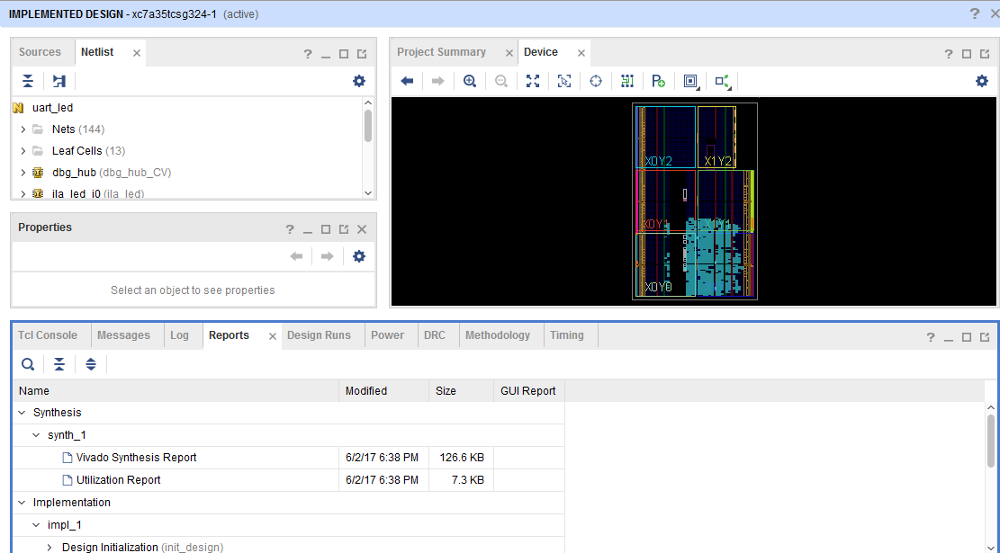 IMPLEMENTED DESIGN - xc7a35tcsg324-1 (active)
Sources Netlist
uart_led
Nets (144)
Leaf Cells (13)
dbg_hub (dbg_hub_CV)
ila_led_i0 (ila_led)
Properties
Select an object to see properties
Project Summary Device
X0Y2 X1Y2
X0Y1 X1Y1
X0Y0
Tcl Console Messages Log Reports Design Runs Power DRC Methodology Timing
Name Modified Size GUI Report
Synthesis
synth_1
Vivado Synthesis Report 6/2/17 6:38 PM 126.6 KB
Utilization Report 6/2/17 6:38 PM 7.3 KB
Implementation
impl_1
Design Initialization (init_design)